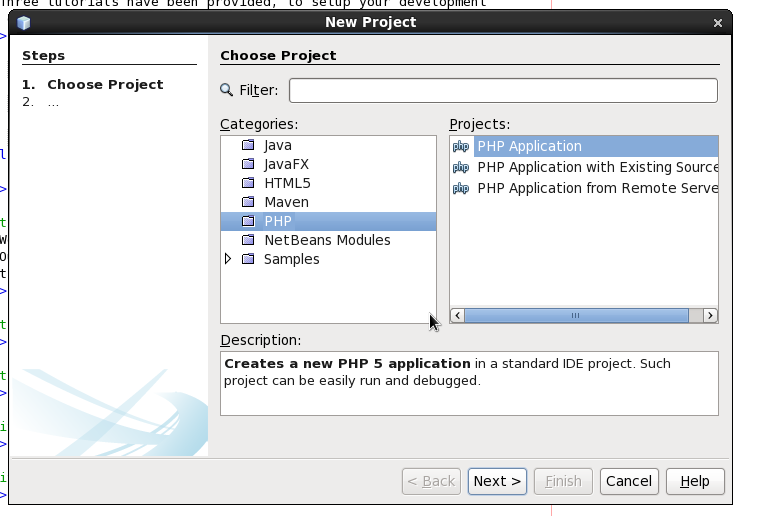 Three tutorials have been provided, to setup your development
New Project
Steps
1. Choose Project
2. ...
Choose Project
Filter:
Categories:
Java
JavaFX
HTML5
Maven
PHP
NetBeans Modules
Samples
Projects:
php PHP Application
php PHP Application with Existing Source
php PHP Application from Remote Serve
Description:
Creates a new PHP 5 application in a standard IDE project. Such
project can be easily run and debugged.
< Back
Next >
Finish
Cancel
Help